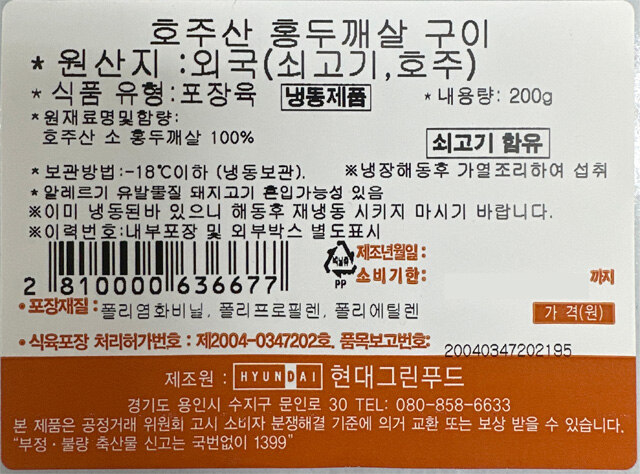 호주산 홍두깨살 구이
* 원산지 :외국(쇠고기,호주)
* 식품 유형:포장육 냉동제품 * 내용량: 200g
*원재료명및함량:
호주산 소 홍두깨살 100%
쇠고기 함유
* 보관방법:-18℃이하 (냉동보관). ※냉장해동후 가열조리하여 섭취
* 알레르기 유발물질 돼지고기 혼입가능성 있음
※이미 냉동된바 있으니 해동후 재냉동 시키지 마시기 바랍니다.
※이력번호:내부포장 및 외부박스 별도표시
제조년월일 :
소비기한 : 까지
PP
2 810000 636677
• 포장재질 : 폴리염화비닐, 폴리프로필렌, 폴리에틸렌
가 격(원)
• 식육포장 처리허가번호 : 제2004-0347202호. 품목보고번호: 20040347202195
제조원 : HYUNDAI 현대그린푸드
경기도 용인시 수지구 문인로 30 TEL: 080-858-6633
본 제품은 공정거래 위원회 고시 소비자 분쟁해결 기준에 의거 교환 또는 보상 받을 수 있습니다.
"부정·불량 축산물 신고는 국번없이 1399"